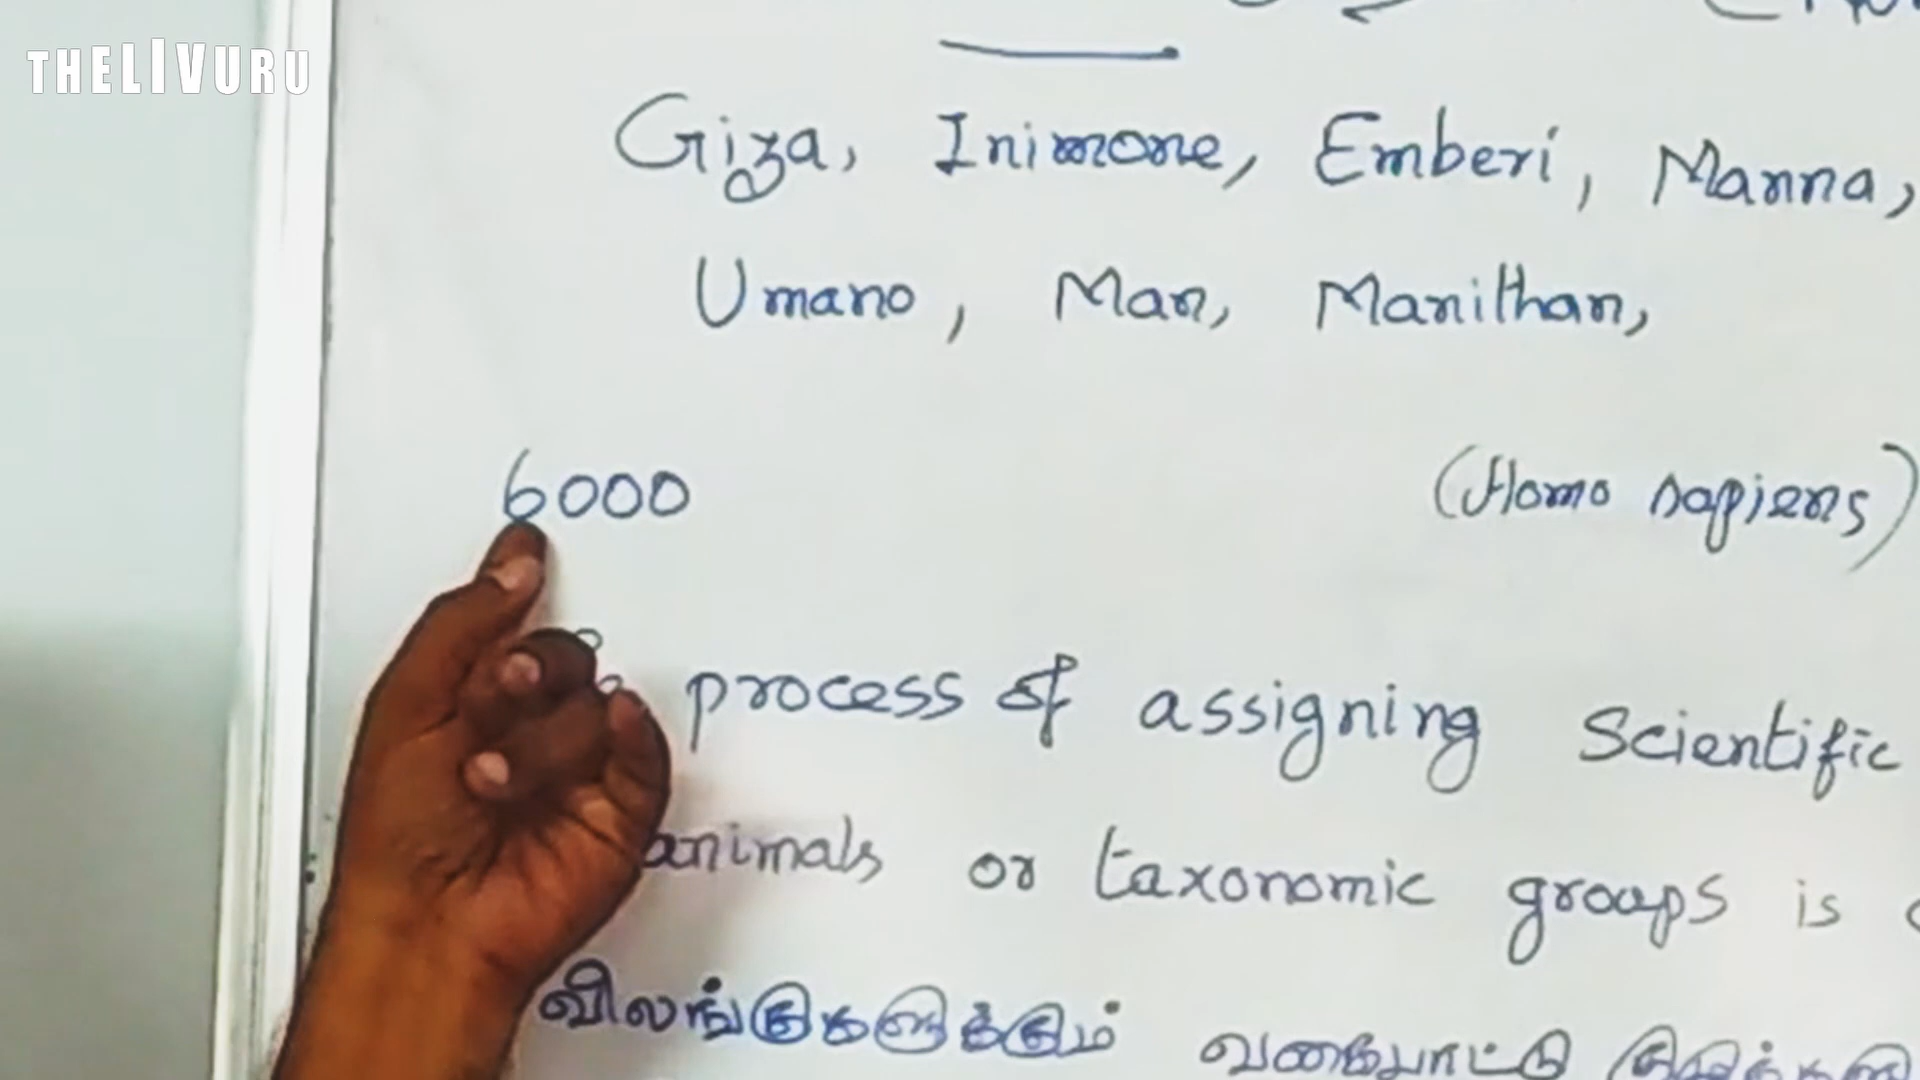 THELIVURU
Giza, Inimone, Emberi, Manna,
Umano, Man, Manithan,
6000
(Homo sapiens)
process of assigning Scientific
animals or taxonomic groups is
விலங்குகளுக்கும் வகைபாட்டு